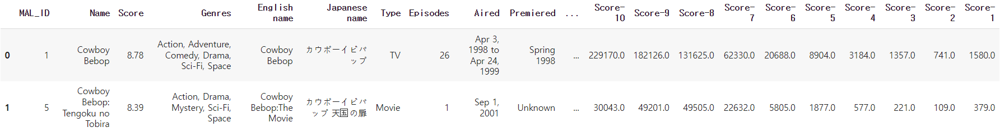 MAL_ID Name Score Genres English name Japanese name Type Episodes Aired Premiered ... Score-10 Score-9 Score-8 Score-7 Score-6 Score-5 Score-4 Score-3 Score-2 Score-1
0 1 Cowboy Bebop 8.78 Action, Adventure, Comedy, Drama, Sci-Fi, Space Cowboy Bebop カウボーイビバップ TV 26 Apr 3, 1998 to Apr 24, 1999 Spring 1998 ... 229170.0 182126.0 131625.0 62330.0 20688.0 8904.0 3184.0 1357.0 741.0 1580.0
1 5 Cowboy Bebop: Tengoku no Tobira 8.39 Action, Drama, Mystery, Sci-Fi, Space Cowboy Bebop:The Movie カウボーイビバップ 天国の扉 Movie 1 Sep 1, 2001 Unknown ... 30043.0 49201.0 49505.0 22632.0 5805.0 1877.0 577.0 221.0 109.0 379.0